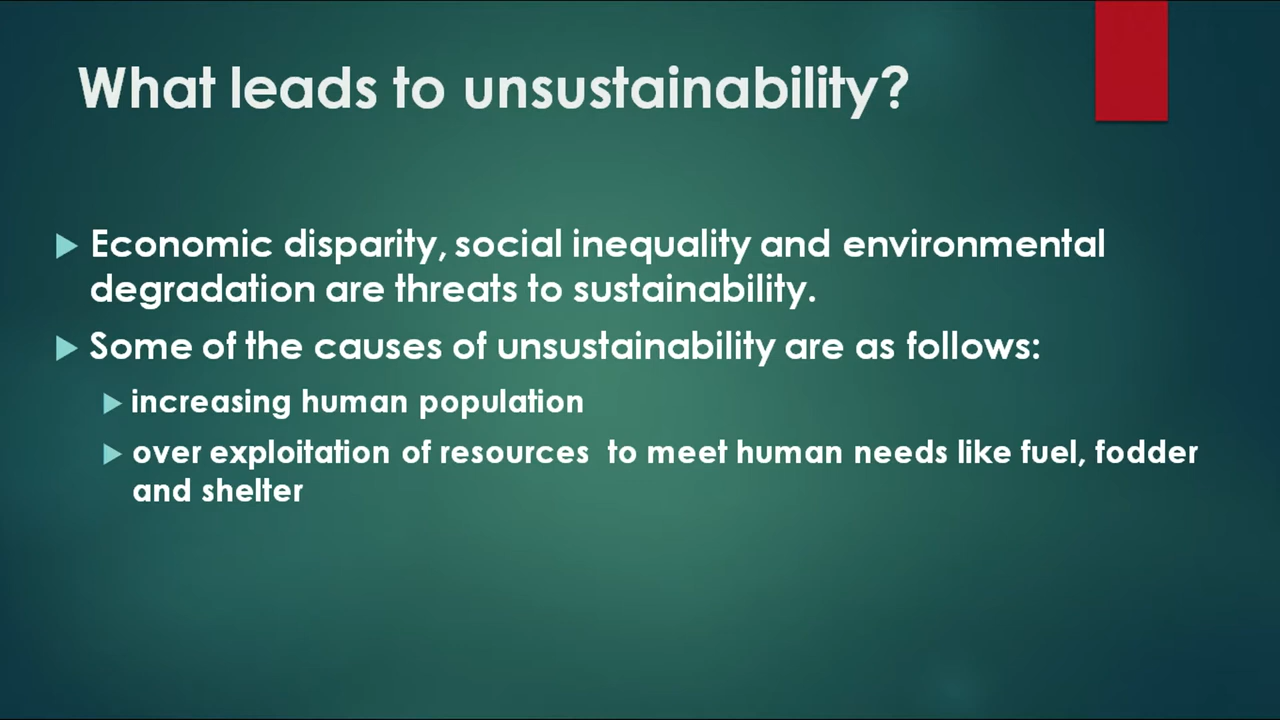 What leads to unsustainability?
Economic disparity, social inequality and environmental
degradation are threats to sustainability.
Some of the causes of unsustainability are as follows:
increasing human population
over exploitation of resources  to meet human needs like fuel, fodder
and shelter